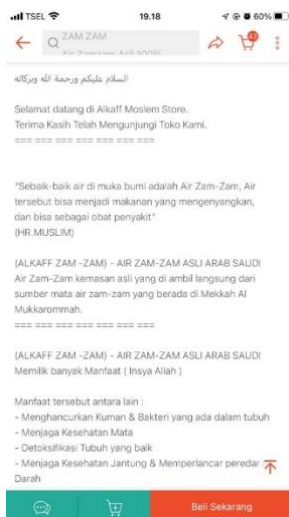 TSEL
19.18
60%
ZAM ZAM
Air Zamzam Asli 100%
43
السلام عليكم ورحمة الله وبركاته
Selamat datang di Alkaff Moslem Store.
Terima Kasih Telah Mengunjungi Toko Kami.
=== === === === === === ===
"Sebaik-baik air di muka bumi adalah Air Zam-Zam, Air
tersebut bisa menjadi makanan yang mengenyangkan,
dan bisa sebagai obat penyakit"
(HR.MUSLIM)
(ALKAFF ZAM -ZAM) - AIR ZAM-ZAM ASLI ARAB SAUDI
Air Zam-Zam kemasan asli yang di ambil langsung dari
sumber mata air zam-zam yang berada di Mekkah Al
Mukkarommah.
=== === === === === === ===
(ALKAFF ZAM -ZAM) - AIR ZAM-ZAM ASLI ARAB SAUDI
Memilik banyak Manfaat ( Insya Allah )
Manfaat tersebut antara lain :
- Menghancurkan Kuman & Bakteri yang ada dalam tubuh
- Menjaga Kesehatan Mata
- Detoksifikasi Tubuh yang baik
- Menjaga Kesehatan Jantung & Memperlancar peredar
Darah
Beli Sekarang